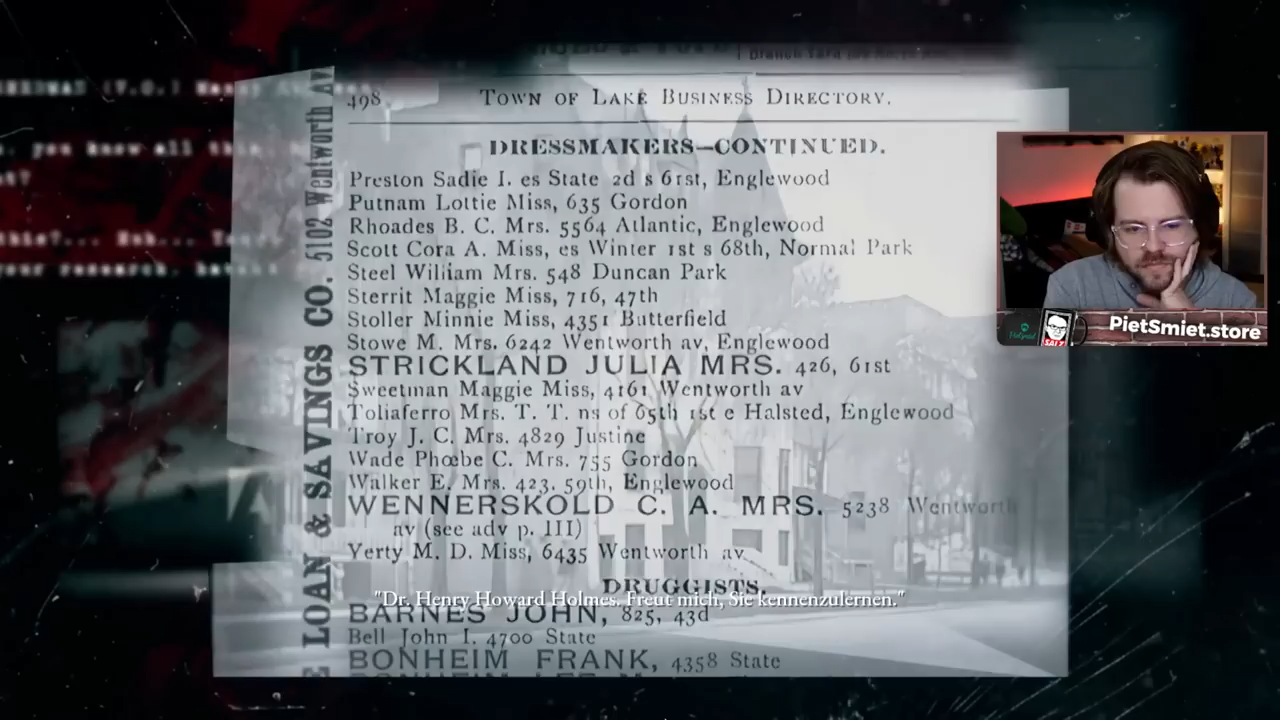 498
TOWN OF LAKE BUSINESS DIRECTORY.
DRESSMAKERS—CONTINUED.
Preston Sadie I. es State 2d s 61st, Englewood
Putnam Lottie Miss, 635 Gordon
Rhoades B. C. Mrs. 5564 Atlantic, Englewood
Scott Cora A. Miss, es Winter 1st s 68th, Normal Park
Steel William Mrs. 548 Duncan Park
Sterrit Maggie Miss, 716, 47th
Stoller Minnie Miss, 4351 Butterfield
Stowe M. Mrs. 6242 Wentworth av, Englewood
STRICKLAND JULIA MRS. 426, 61st
Sweetman Maggie Miss, 4161 Wentworth av
Toliaferro Mrs. T. T. ns of 65th 1st e Halsted, Englewood
Troy J. C. Mrs. 4829 Justine
Wade Phœbe C. Mrs. 755 Gordon
Walker E. Mrs. 423, 59th, Englewood
WENNERSKOLD C. A. MRS. 5238 Wentworth
av (see adv p. III)
Yerty M. D. Miss, 6435 Wentworth av
DRUGGISTS.
"Dr. Henry Howard Holmes. Freut mich, Sie kennenzulernen."
BARNES JOHN, 825, 43d
Bell John I. 4700 State
BONHEIM FRANK, 4358 State
LOAN & SAVINGS CO. 5102 Wentworth Av
you know all this
PietSmiet.store
SALZ